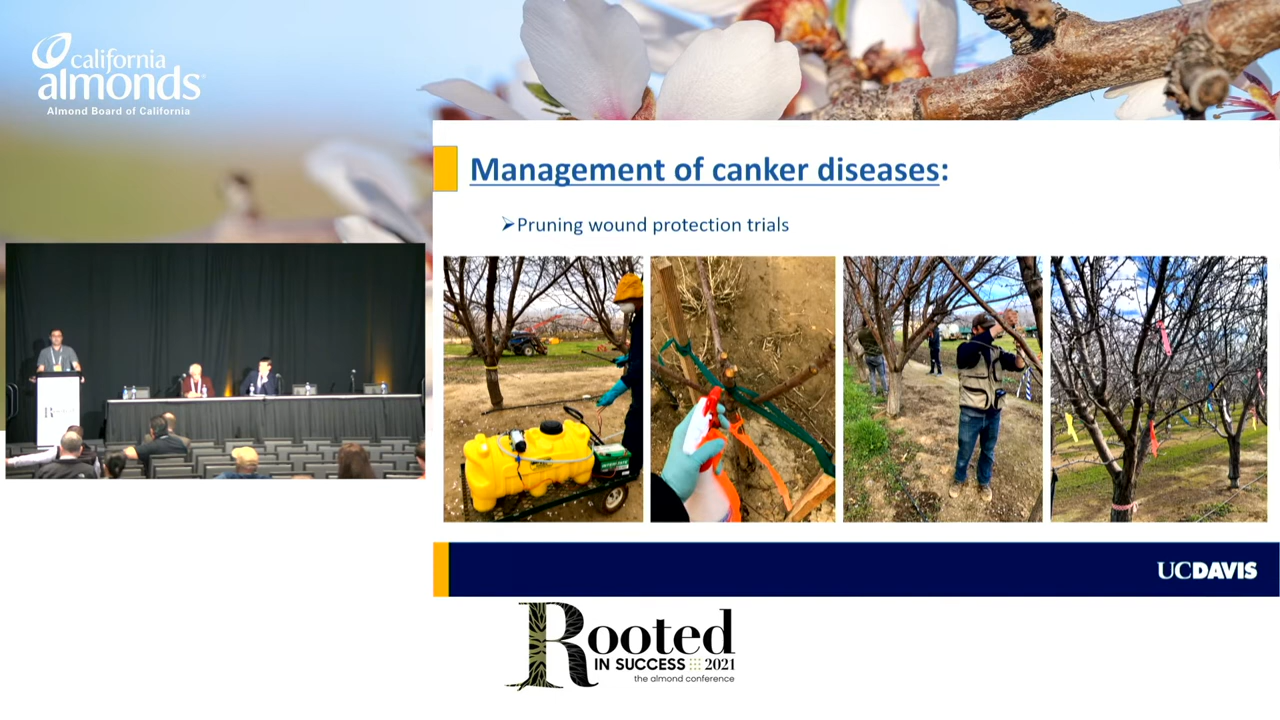 california
almonds
Almond Board of California
Management of canker diseases:
➢Pruning wound protection trials
UCDAVIS
Rooted
IN SUCCESS 2021
the almond conference